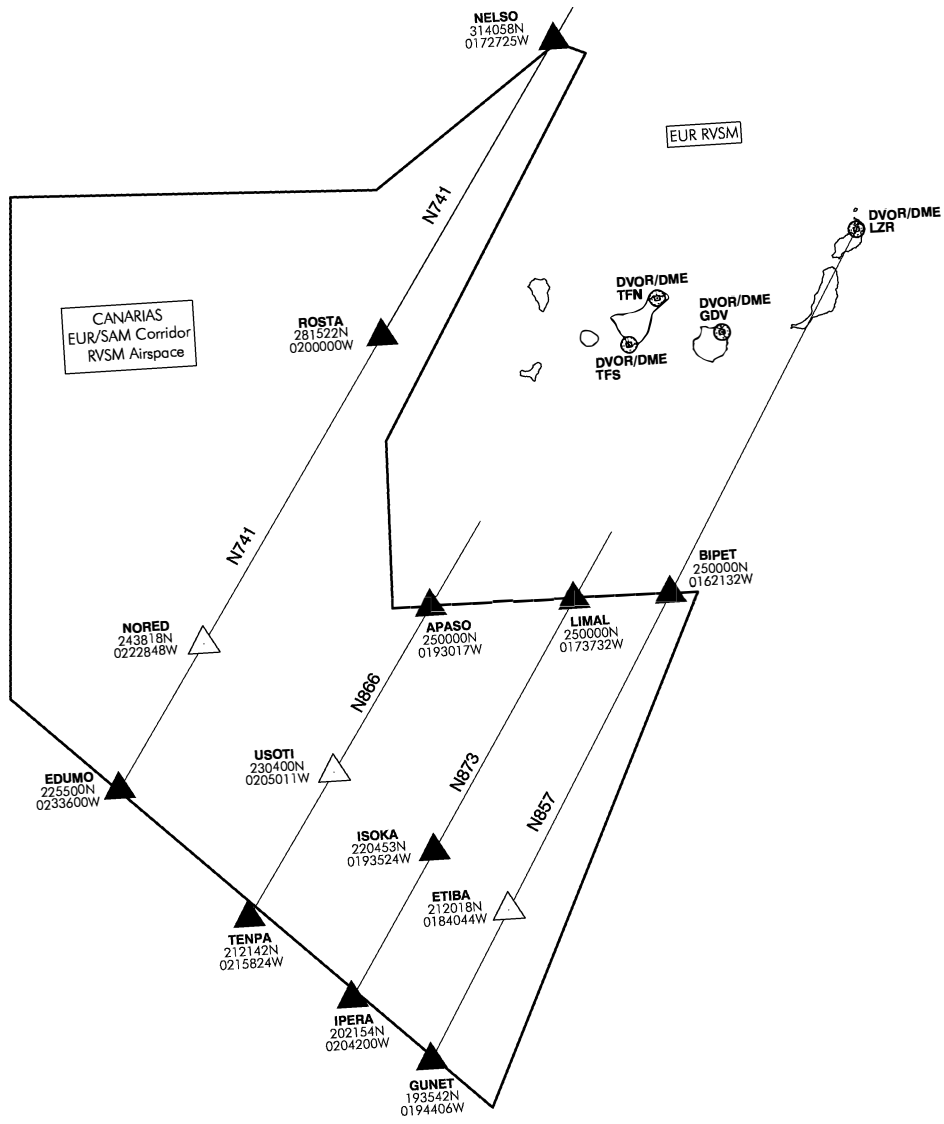 NELSO
314058N
0172725W
EUR RVSM
N741
DVOR/DME
LZR
DVOR/DME
TFN
DVOR/DME
GDV
DVOR/DME
TFS
CANARIAS
EUR/SAM Corridor
RVSM Airspace
ROSTA
281522N
0200000W
N741
BIPET
250000N
0162132W
NORED
243818N
0222848W
APASO
250000N
0193017W
LIMAL
250000N
0173732W
N866
USOTI
230400N
0205011W
N873
N857
EDUMO
225500N
0233600W
ISOKA
220453N
0193524W
ETIBA
212018N
0184044W
TENPA
212142N
0215824W
IPERA
202154N
0204200W
GUNET
193542N
0194406W